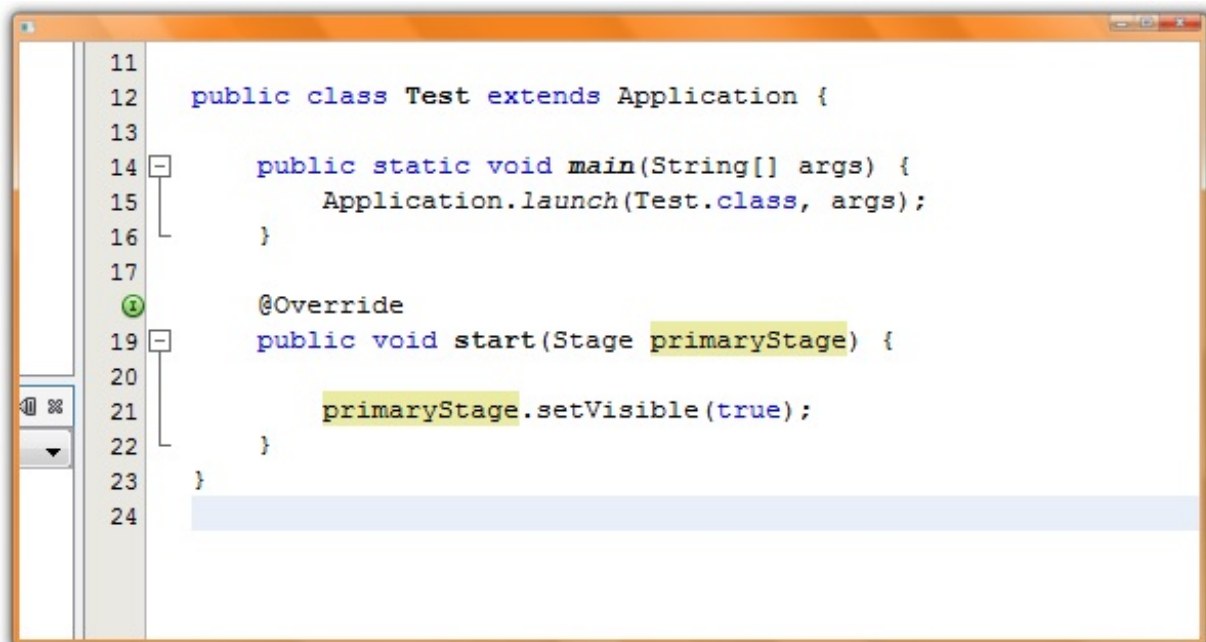 11
12 public class Test extends Application {
13
14 public static void main(String[] args) {
15 Application.launch(Test.class, args);
16 }
17
@Override
19 public void start(Stage primaryStage) {
20
21 primaryStage.setVisible(true);
22 }
23 }
24